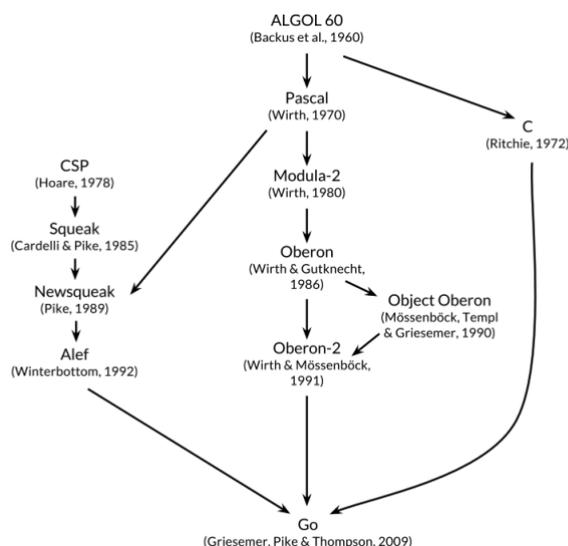 ALGOL 60
(Backus et al., 1960)
Pascal
(Wirth, 1970)
C
(Ritchie, 1972)
CSP
(Hoare, 1978)
Modula-2
(Wirth, 1980)
Squeak
(Cardelli & Pike, 1985)
Oberon
(Wirth & Gutknecht,
1986)
Newsqueak
(Pike, 1989)
Object Oberon
(Mössenböck, Templ
& Griesemer, 1990)
Alef
(Winterbottom, 1992)
Oberon-2
(Wirth & Mössenböck,
1991)
Go
(Griesemer, Pike & Thompson, 2009)